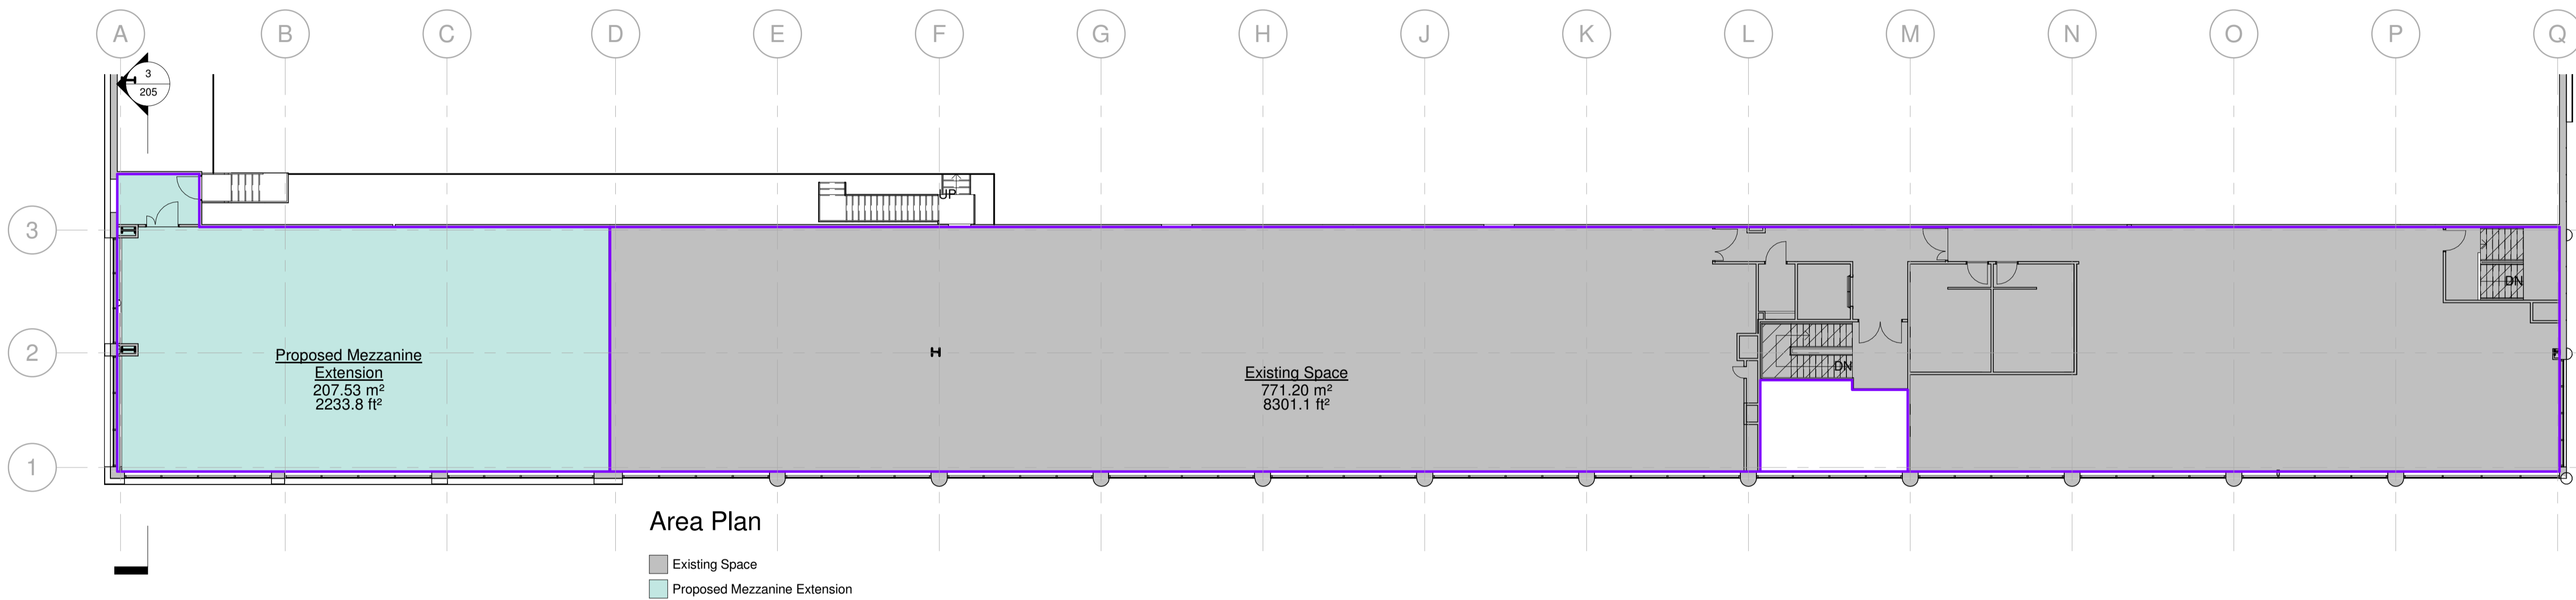 A B C D E F G H J K L M N O P Q
3
205
UP
3
DN
2
Proposed Mezzanine
Extension
207.53 m²
2233.8 ft²
Existing Space
771.20 m²
8301.1 ft²
DN
1
Area Plan
Existing Space
Proposed Mezzanine Extension